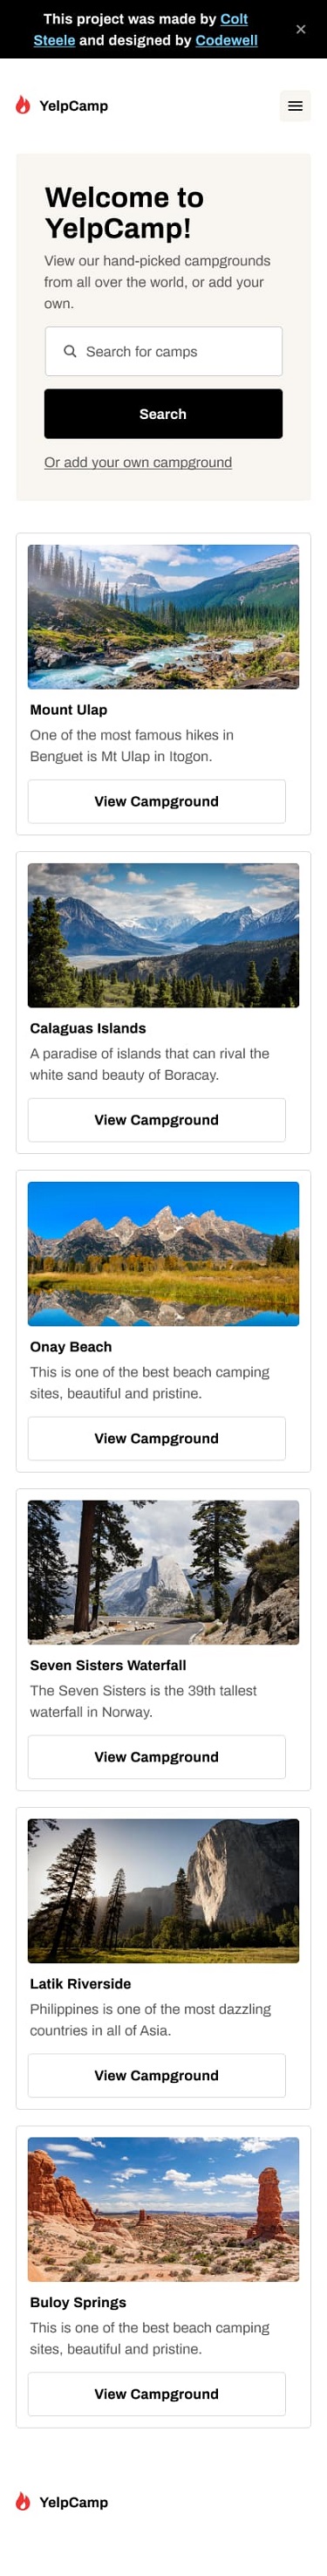 This project was made by Colt
Steele and designed by Codewell
YelpCamp
Welcome to
YelpCamp!
View our hand-picked campgrounds
from all over the world, or add your
own.
Search for camps
Search
Or add your own campground
Mount Ulap
One of the most famous hikes in
Benguet is Mt Ulap in Itogon.
View Campground
Calaguas Islands
A paradise of islands that can rival the
white sand beauty of Boracay.
View Campground
Onay Beach
This is one of the best beach camping
sites, beautiful and pristine.
View Campground
Seven Sisters Waterfall
The Seven Sisters is the 39th tallest
waterfall in Norway.
View Campground
Latik Riverside
Philippines is one of the most dazzling
countries in all of Asia.
View Campground
Buloy Springs
This is one of the best beach camping
sites, beautiful and pristine.
View Campground
YelpCamp